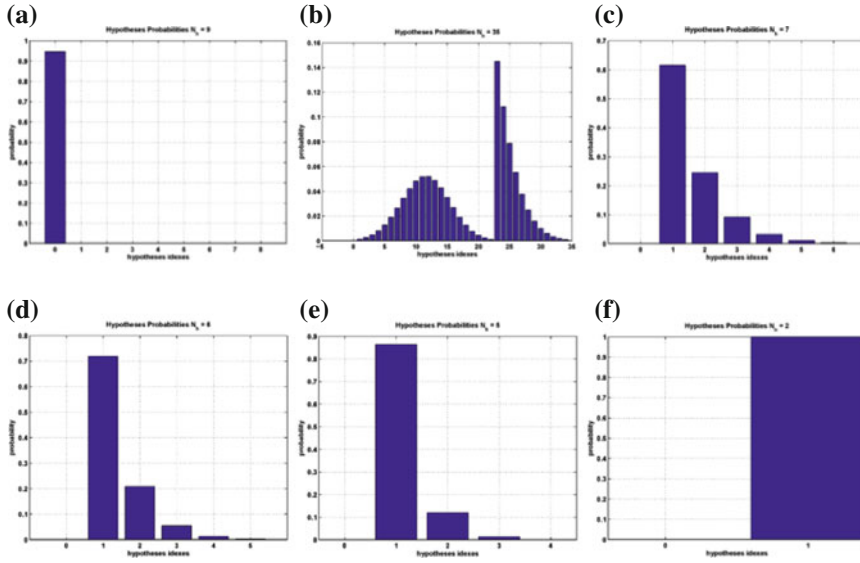 (a)
Hypotheses Probabilities N_h = 9
probability
1
0.9
0.8
0.7
0.6
0.5
0.4
0.3
0.2
0.1
0
0 1 2 3 4 5 6 7 8
hypotheses idexes
(b)
Hypotheses Probabilities N_h = 35
probability
0.16
0.14
0.12
0.1
0.08
0.06
0.04
0.02
0
-5 0 5 10 15 20 25 30 35
hypotheses idexes
(c)
Hypotheses Probabilities N_h = 7
probability
0.7
0.6
0.5
0.4
0.3
0.2
0.1
0
0 1 2 3 4 5 6
hypotheses idexes
(d)
Hypotheses Probabilities N_h = 6
probability
0.8
0.7
0.6
0.5
0.4
0.3
0.2
0.1
0
0 1 2 3 4 5
hypotheses idexes
(e)
Hypotheses Probabilities N_h = 5
probability
0.9
0.8
0.7
0.6
0.5
0.4
0.3
0.2
0.1
0
0 1 2 3 4
hypotheses idexes
(f)
Hypotheses Probabilities N_h = 2
probability
1
0.9
0.8
0.7
0.6
0.5
0.4
0.3
0.2
0.1
0
0 1
hypotheses idexes